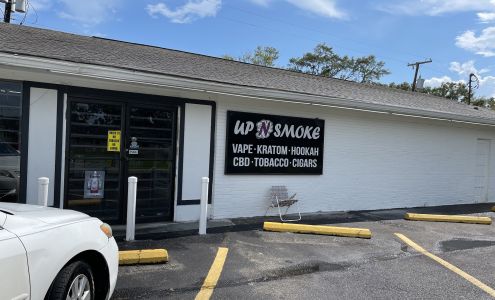 UP N SMOKE
VAPE · KRATOM · HOOKAH
CBD · TOBACCO · CIGARS